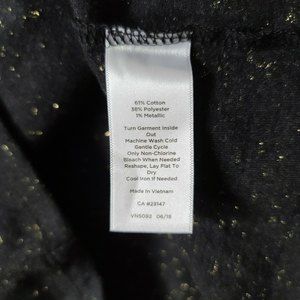 61% Cotton
38% Polyester
1% Metallic
Turn Garment Inside
Out
Machine Wash Cold
Gentle Cycle
Only Non-Chlorine
Bleach When Needed
Reshape, Lay Flat To
Dry
Cool Iron If Needed
Made In Vietnam
CA #23147
VN5092 06/18